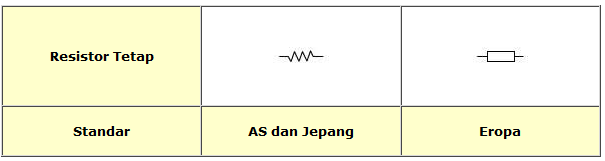 Resistor Tetap
Standar
AS dan Jepang
Eropa